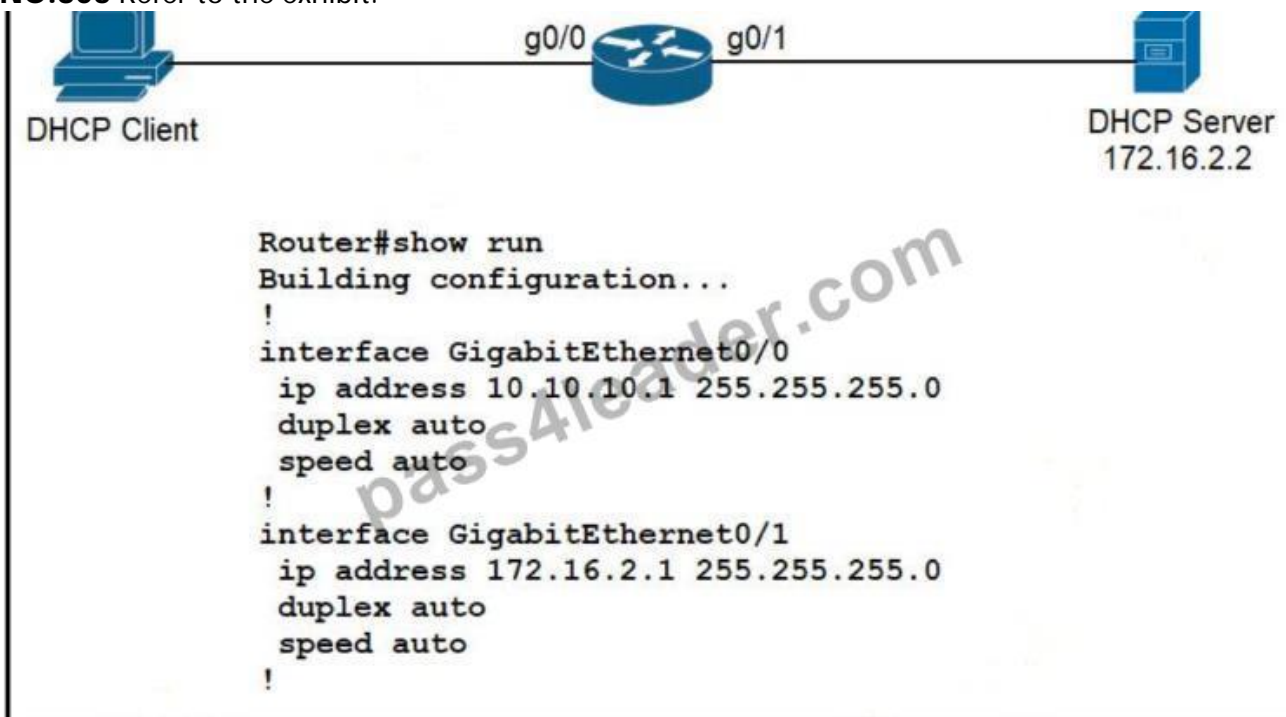 Refer to the exhibit.
g0/0
g0/1
DHCP Client
DHCP Server
172.16.2.2
Router#show run
Building configuration...
!
interface GigabitEthernet0/0
ip address 10.10.10.1 255.255.255.0
duplex auto
speed auto
!
interface GigabitEthernet0/1
ip address 172.16.2.1 255.255.255.0
duplex auto
speed auto
!
pass4leader.com